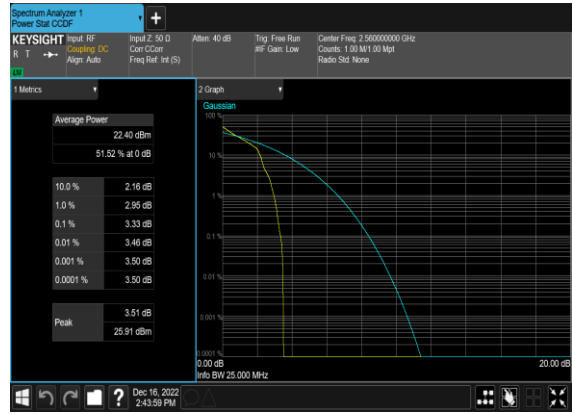 Spectrum Analyzer 1
Power Stat CCDF
KEYSIGHT
R T
LXI
Input: RF
Coupling: DC
Align: Auto
Input Z: 50 Ω
Corr CCorr
Freq Ref: Int (S)
Atten: 40 dB
Trig: Free Run
#IF Gain: Low
Center Freq: 2.560000000 GHz
Counts: 1.00 M/1.00 Mpt
Radio Std: None
1 Metrics
Average Power
22.40 dBm
51.52 % at 0 dB
10.0 % 2.16 dB
1.0 % 2.95 dB
0.1 % 3.33 dB
0.01 % 3.46 dB
0.001 % 3.50 dB
0.0001 % 3.50 dB
Peak
3.51 dB
25.91 dBm
2 Graph
Gaussian
100 %
10 %
1 %
0.1 %
0.01 %
0.001 %
0.0001 %
0.00 dB
20.00 dB
Info BW 25.000 MHz
Dec 16, 2022
2:43:59 PM